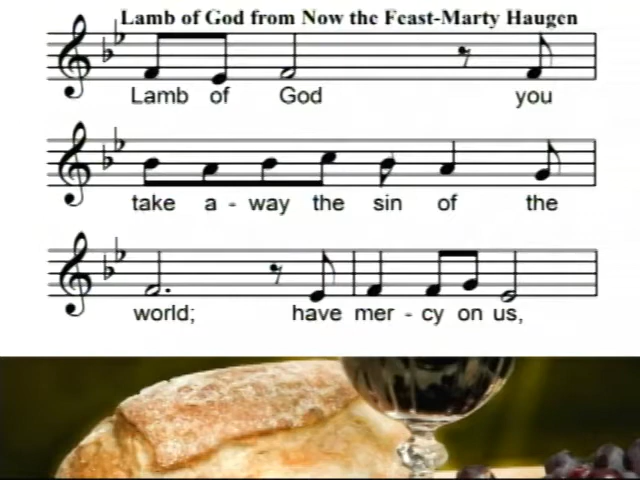 Lamb of God from Now the Feast-Marty Haugen
Lamb of God you
take a - way the sin of the
world; have mer - cy on us,